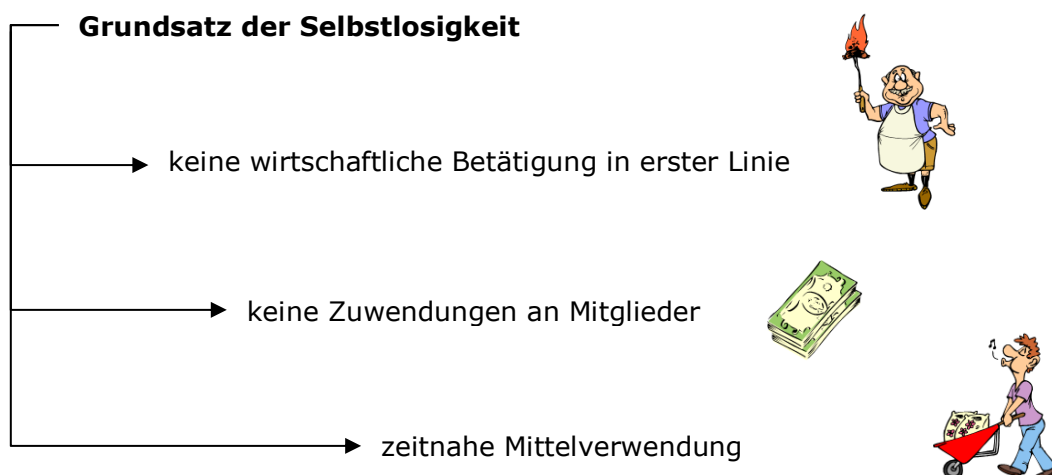 Grundsatz der Selbstlosigkeit
keine wirtschaftliche Betätigung in erster Linie
keine Zuwendungen an Mitglieder
zeitnahe Mittelverwendung